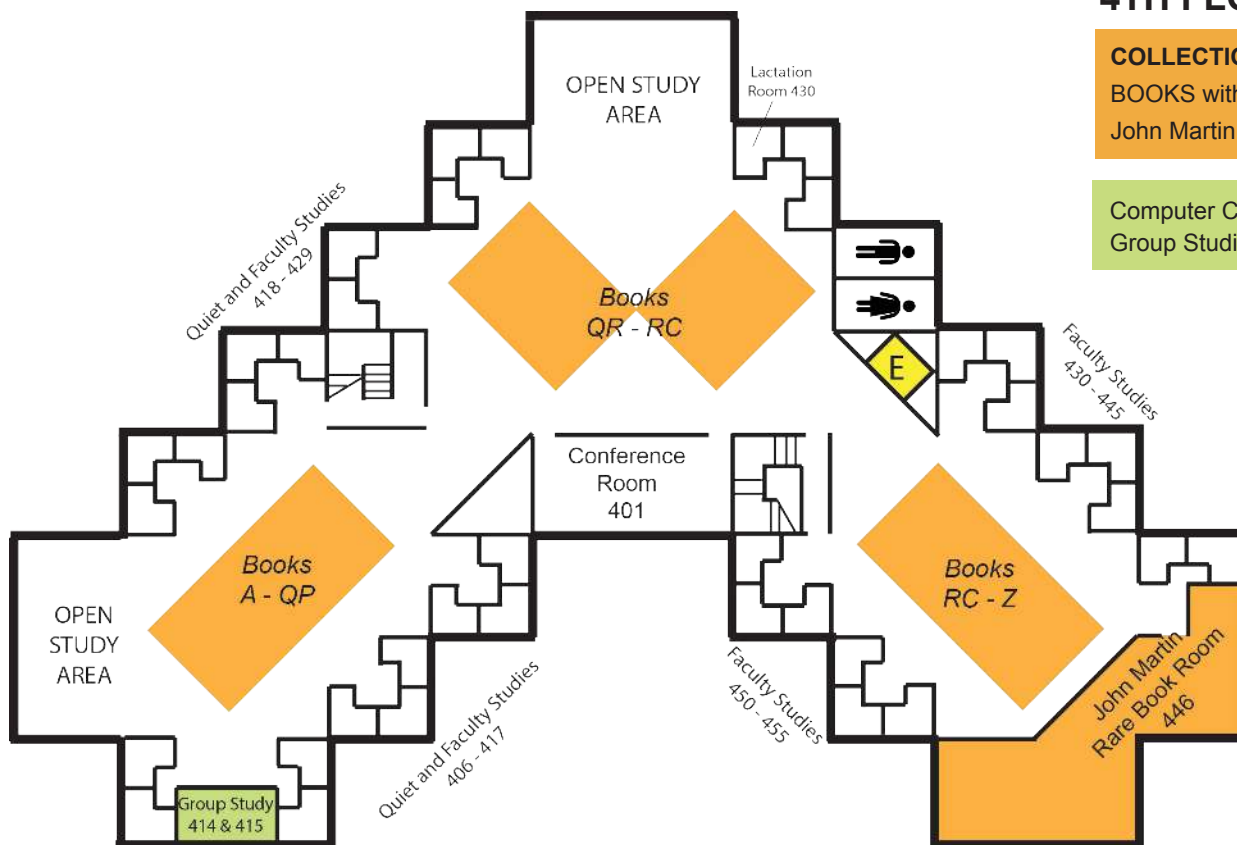 COLLECTIO
BOOKS with
John Martin
Computer C
Group Studi
OPEN STUDY
AREA
Lactation
Room 430
Quiet and Faculty Studies
418 - 429
Books
QR - RC
E
Faculty Studies
430 - 445
Conference
Room
401
Books
A - QP
Books
RC - Z
OPEN
STUDY
AREA
John Martin
Rare Book Room
446
Faculty Studies
450 - 455
Quiet and Faculty Studies
406 - 417
Group Study
414 & 415